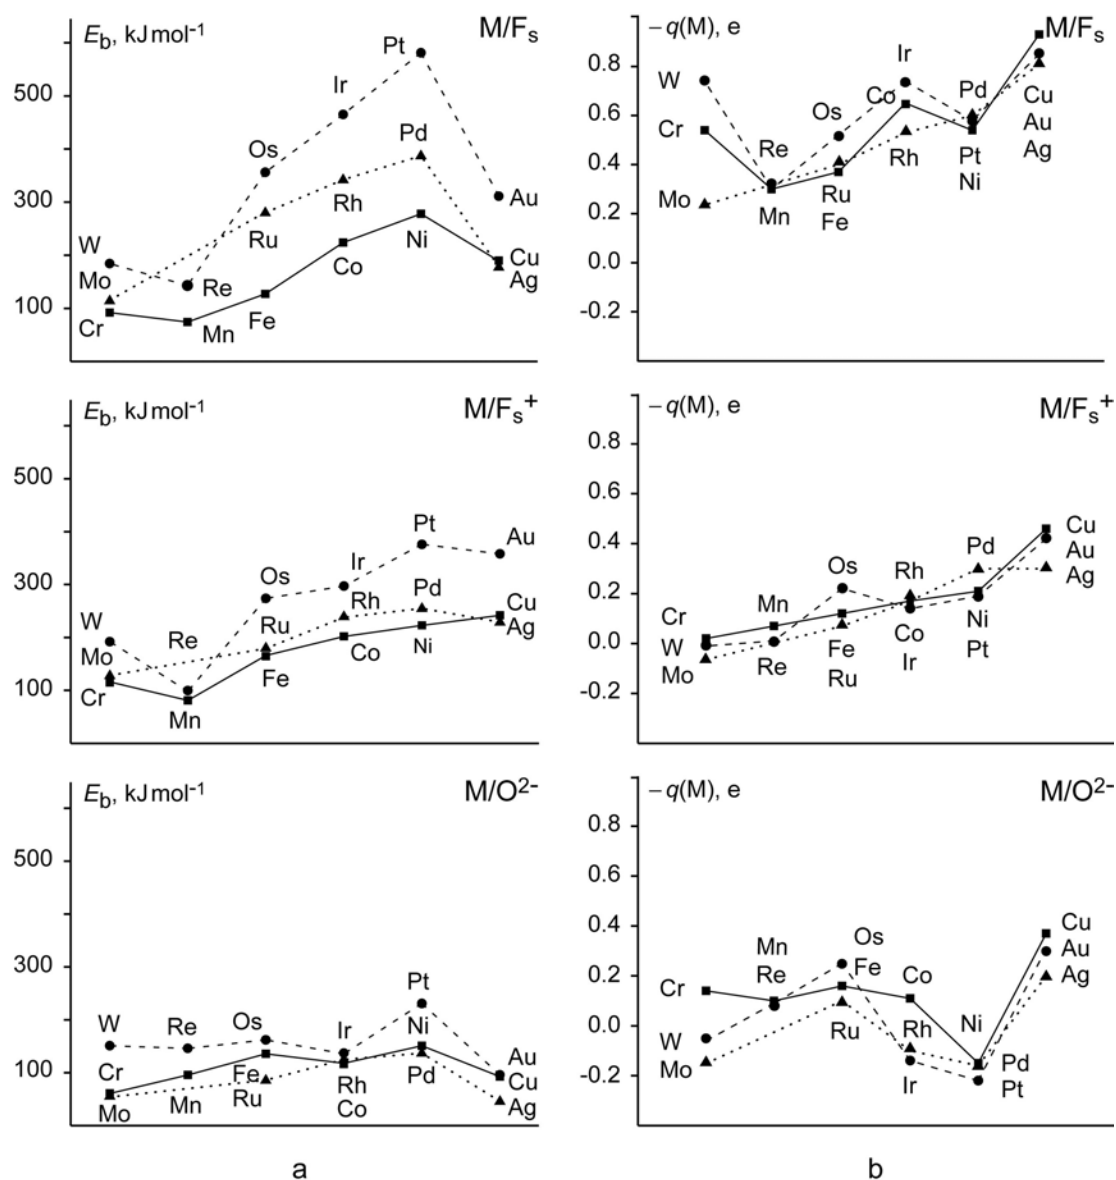 E_b, kJ mol⁻¹
M/F_s
500
300
100
W
Mo
Cr
Re
Mn
Os
Ru
Fe
Ir
Rh
Co
Pt
Pd
Ni
Au
Cu
Ag
−q(M), e
M/F_s
0.8
0.6
0.4
0.2
0.0
-0.2
W
Cr
Mo
Re
Mn
Os
Ru
Fe
Ir
Co
Rh
Pd
Pt
Ni
Cu
Au
Ag
E_b, kJ mol⁻¹
M/F_s⁺
500
300
100
W
Mo
Cr
Re
Mn
Os
Ru
Fe
Ir
Rh
Co
Pt
Pd
Ni
Au
Cu
Ag
−q(M), e
M/F_s⁺
0.8
0.6
0.4
0.2
0.0
-0.2
Cr
W
Mo
Mn
Re
Os
Fe
Ru
Rh
Co
Ir
Pd
Ni
Pt
Cu
Au
Ag
E_b, kJ mol⁻¹
M/O²⁻
500
300
100
W
Cr
Mo
Re
Mn
Os
Fe
Ru
Ir
Rh
Co
Pt
Ni
Pd
Au
Cu
Ag
−q(M), e
M/O²⁻
0.8
0.6
0.4
0.2
0.0
-0.2
Cr
W
Mo
Mn
Re
Os
Fe
Ru
Co
Rh
Ir
Ni
Pd
Pt
Cu
Au
Ag
a
b